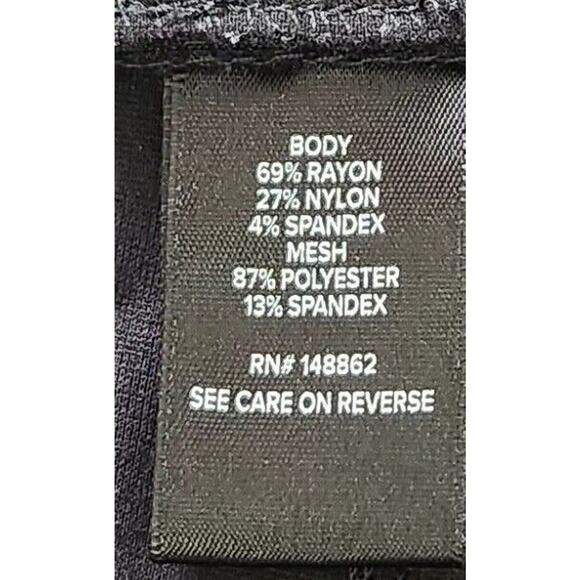 BODY
69% RAYON
27% NYLON
4% SPANDEX
MESH
87% POLYESTER
13% SPANDEX
RN# 148862
SEE CARE ON REVERSE